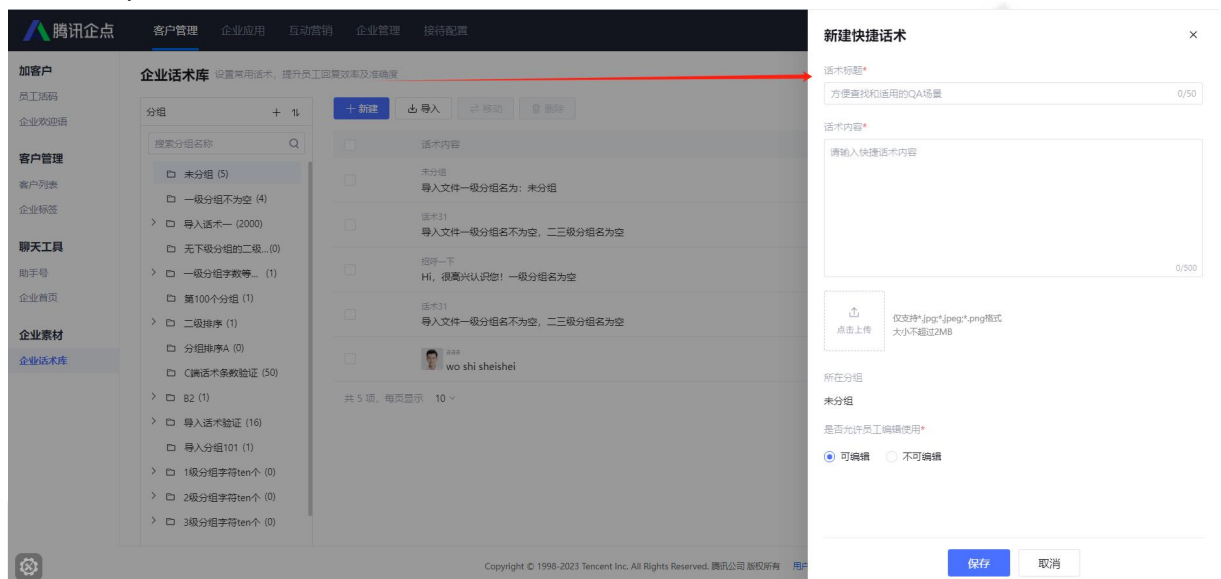 腾讯企点
客户管理 企业应用 互动营销 企业管理 接待配置
加客户
员工活码
企业欢迎语
客户管理
客户列表
企业标签
聊天工具
助手号
企业首页
企业素材
企业话术库
企业话术库 设置常用话术，提升员工回复效率及准确度
分组
搜索分组名称
未分组 (5)
一级分组不为空 (4)
导入话术一 (2000)
无下级分组的二级...(0)
一级分组字数等... (1)
第100个分组 (1)
二级排序 (1)
分组排序A (0)
C端话术条数验证 (50)
B2 (1)
导入话术验证 (16)
导入分组101 (1)
1级分组字符ten个 (0)
2级分组字符ten个 (0)
3级分组字符ten个 (0)
新建 导入 移动 删除
话术内容
未分组
导入文件一级分组名为：未分组
话术31
导入文件一级分组名不为空，二三级分组名为空
招呼一下
Hi，很高兴认识您！一级分组名为空
话术31
导入文件一级分组名不为空，二三级分组名为空
aaa
wo shi sheishei
共 5 项，每页显示 10
Copyright © 1998-2023 Tencent Inc. All Rights Reserved. 腾讯公司 版权所有 用户
新建快捷话术
话术标题*
方便查找和适用的QA场景 0/50
话术内容*
请输入快捷话术内容
0/500
点击上传
仅支持*.jpg;*.jpeg;*.png格式
大小不超过2MB
所在分组
未分组
是否允许员工编辑使用*
可编辑 不可编辑
保存 取消